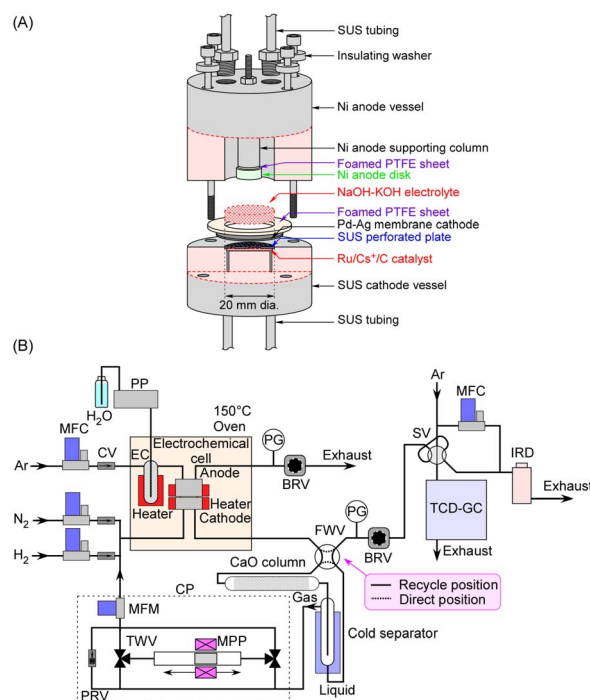 (A)
SUS tubing
Insulating washer
Ni anode vessel
Ni anode supporting column
Foamed PTFE sheet
Ni anode disk
NaOH-KOH electrolyte
Foamed PTFE sheet
Pd-Ag membrane cathode
SUS perforated plate
Ru/Cs⁺/C catalyst
20 mm dia.
SUS cathode vessel
SUS tubing
(B)
H₂O
PP
MFC
CV
Ar
EC
150°C
Oven
Electrochemical
cell
Anode
Heater
Heater
Cathode
PG
BRV
Exhaust
Ar
MFC
SV
IRD
TCD-GC
Exhaust
Exhaust
N₂
H₂
PG
FWV
BRV
CaO column
Gas
Cold separator
Liquid
Recycle position
Direct position
CP
MFM
TWV
MPP
PRV